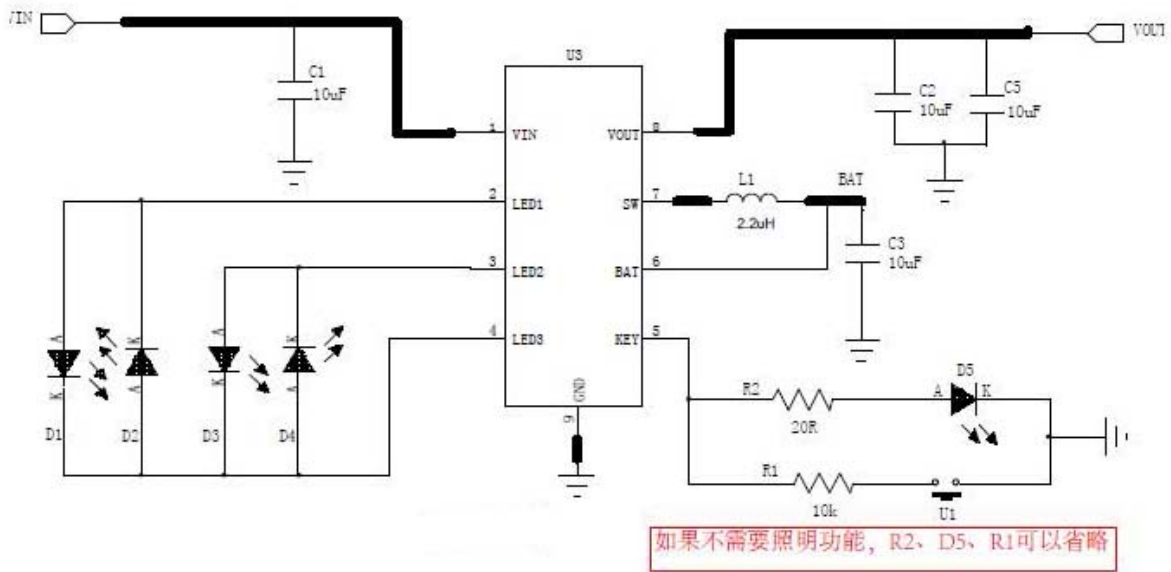 VIN
VOUT
U3
C1
10uF
C2
10uF
C5
10uF
1
VIN
VOUT
8
2
LED1
SW
7
L1
2.2uH
BAT
C3
10uF
3
LED2
BAT
6
4
LED3
KEY
5
GND
9
A
K
D1
K
A
D2
A
K
D3
K
A
D4
R2
20R
A
D5
K
R1
10k
U1
如果不需要照明功能，R2、D5、R1可以省略